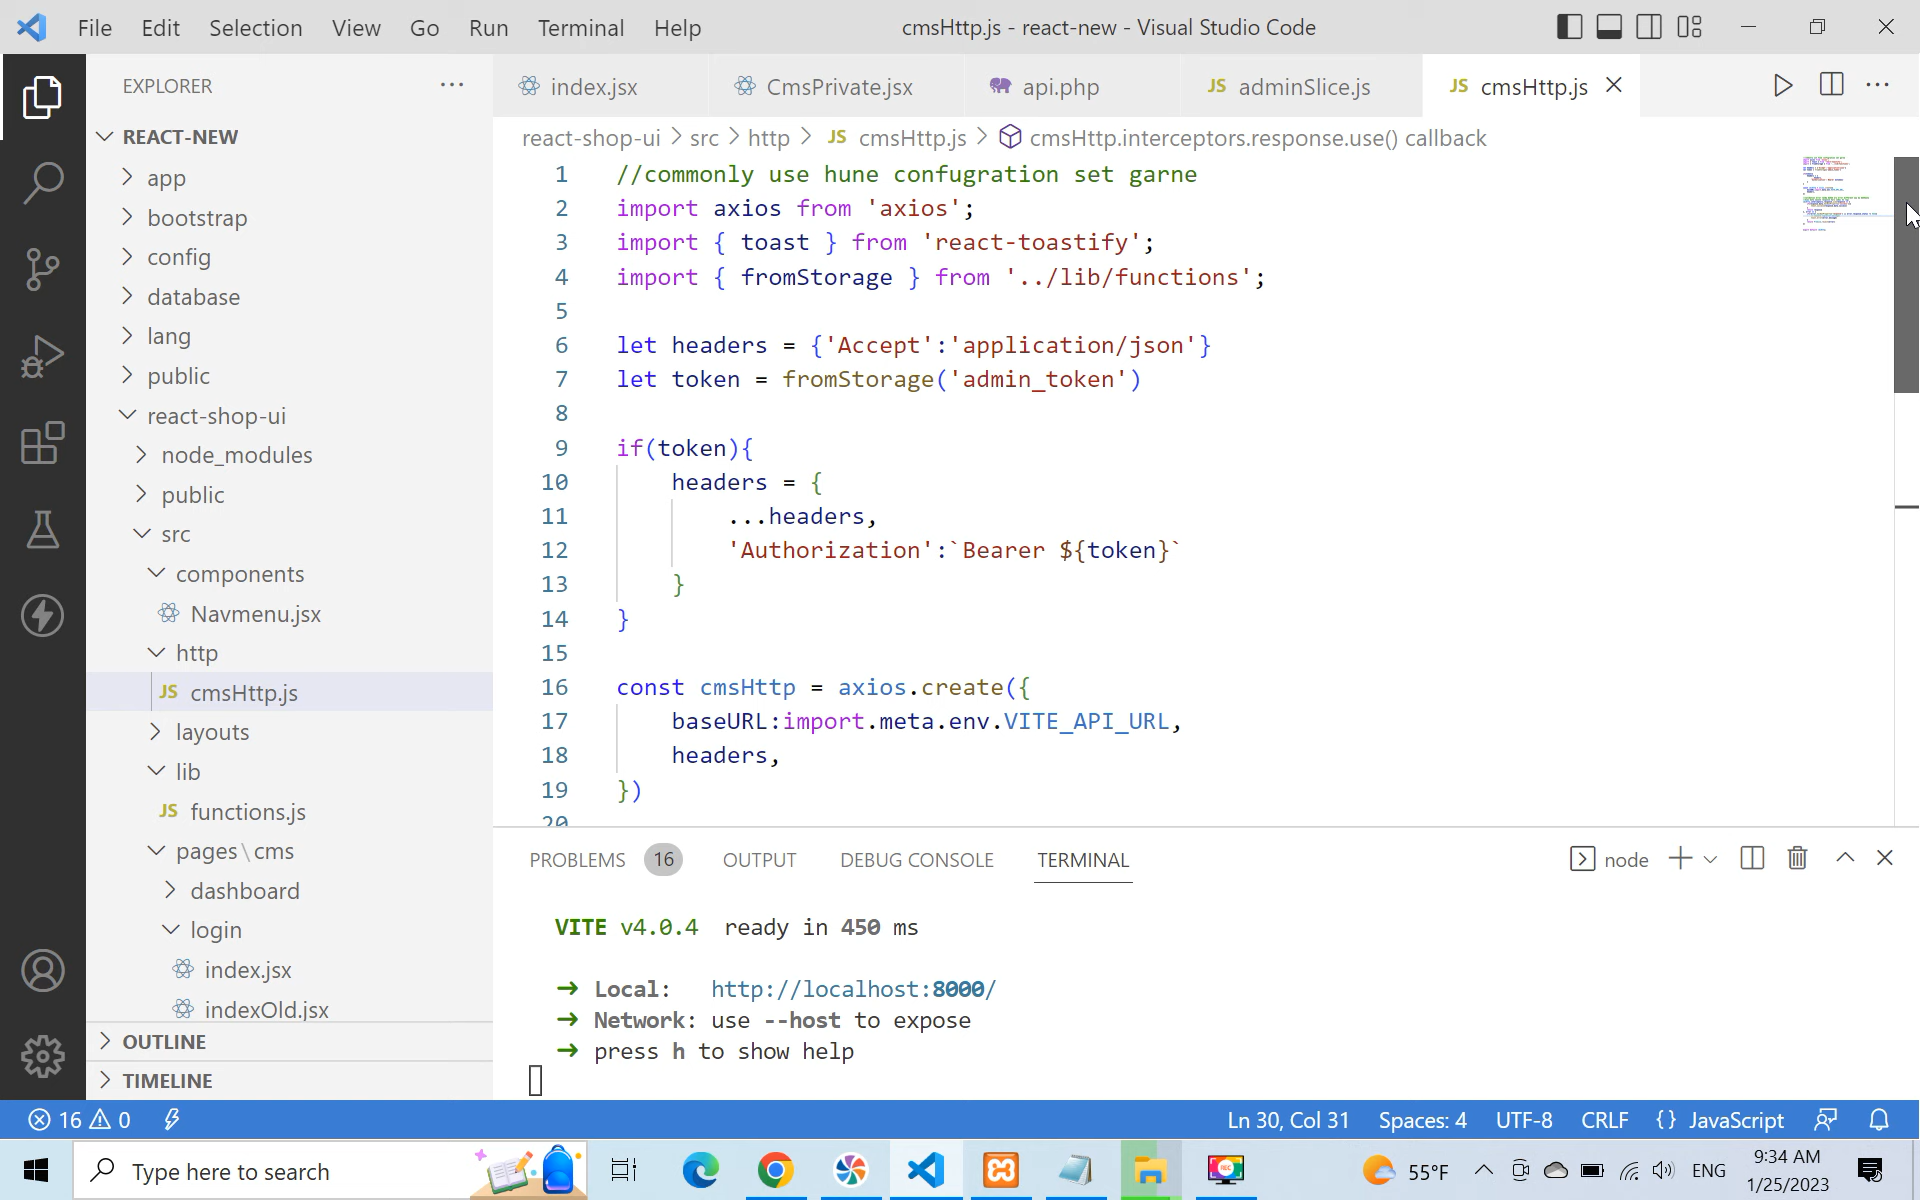 File Edit Selection View Go Run Terminal Help
cmsHttp.js - react-new - Visual Studio Code
EXPLORER
REACT-NEW
app
bootstrap
config
database
lang
public
react-shop-ui
node_modules
public
src
components
Navmenu.jsx
http
JS cmsHttp.js
layouts
lib
JS functions.js
pages\cms
dashboard
login
index.jsx
indexOld.jsx
OUTLINE
TIMELINE
index.jsx CmsPrivate.jsx api.php JS adminSlice.js JS cmsHttp.js
react-shop-ui > src > http > JS cmsHttp.js > cmsHttp.interceptors.response.use() callback
1 //commonly use hune confugration set garne
2 import axios from 'axios';
3 import { toast } from 'react-toastify';
4 import { fromStorage } from '../lib/functions';
5
6 let headers = {'Accept':'application/json'}
7 let token = fromStorage('admin_token')
8
9 if(token){
10 headers = {
11 ...headers,
12 'Authorization':`Bearer ${token}`
13 }
14 }
15
16 const cmsHttp = axios.create({
17 baseURL:import.meta.env.VITE_API_URL,
18 headers,
19 })
20
PROBLEMS 16 OUTPUT DEBUG CONSOLE TERMINAL
node
VITE v4.0.4 ready in 450 ms
➜ Local: http://localhost:8000/
➜ Network: use --host to expose
➜ press h to show help
16 0
Ln 30, Col 31 Spaces: 4 UTF-8 CRLF {} JavaScript
Type here to search
REC
55°F
ENG
9:34 AM
1/25/2023